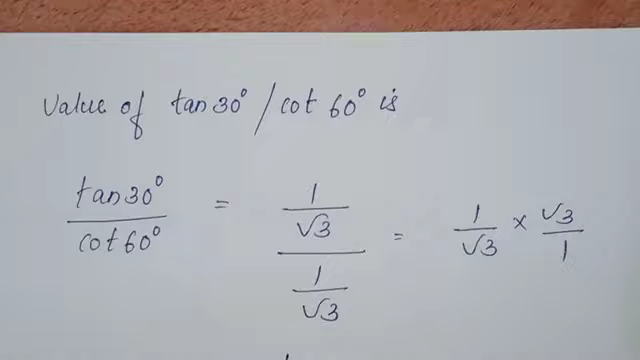 Value of tan 30° / cot 60° is
tan 30° / cot 60° = (1/√3) / (1/√3) = 1/√3 × √3/1